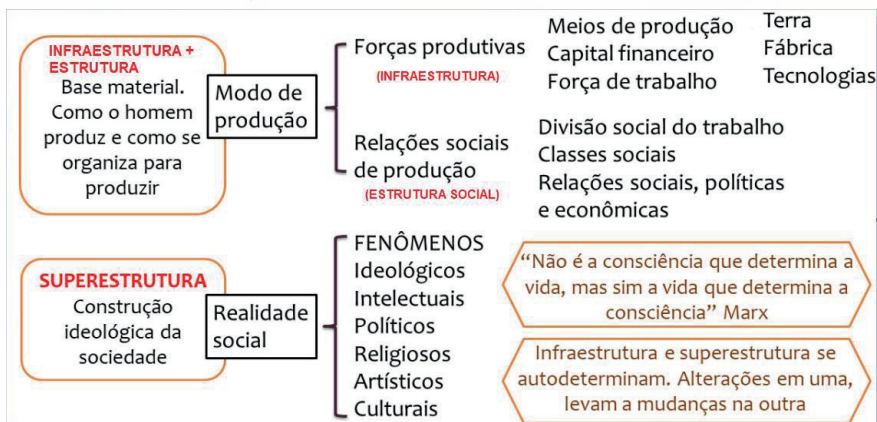 INFRAESTRUTURA +
ESTRUTURA
Base material.
Como o homem
produz e como se
organiza para
produzir
Modo de
produção
Forças produtivas
(INFRAESTRUTURA)
Meios de produção
Capital financeiro
Força de trabalho
Terra
Fábrica
Tecnologias
Relações sociais
de produção
(ESTRUTURA SOCIAL)
Divisão social do trabalho
Classes sociais
Relações sociais, políticas
e econômicas
SUPERESTRUTURA
Construção
ideológica da
sociedade
Realidade
social
FENÔMENOS
Ideológicos
Intelectuais
Políticos
Religiosos
Artísticos
Culturais
“Não é a consciência que determina a
vida, mas sim a vida que determina a
consciência” Marx
Infraestrutura e superestrutura se
autodeterminam. Alterações em uma,
levam a mudanças na outra